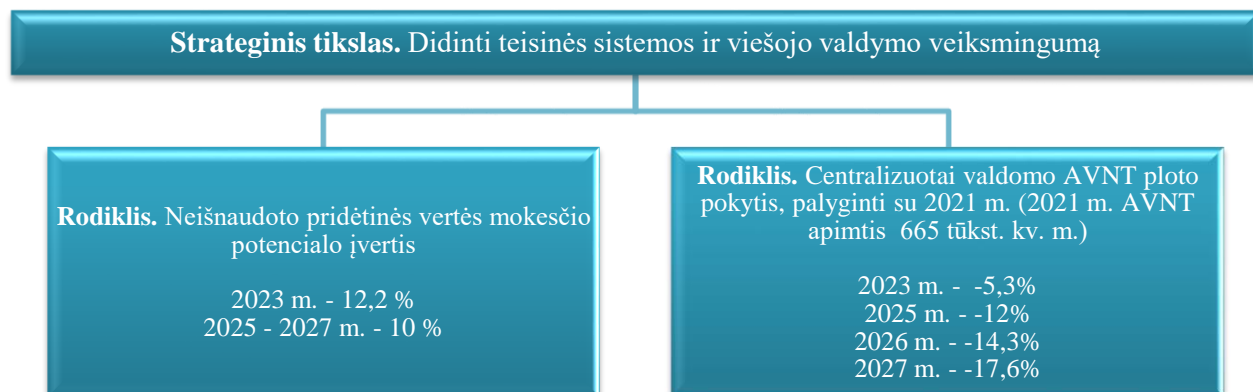 Strateginis tikslas. Didinti teisinės sistemos ir viešojo valdymo veiksmingumą
Rodiklis. Neišnaudoto pridėtinės vertės mokesčio
potencialo įvertis
2023 m. - 12,2 %
2025 - 2027 m. - 10 %
Rodiklis. Centralizuotai valdomo AVNT ploto
pokytis, palyginti su 2021 m. (2021 m. AVNT
apimtis 665 tūkst. kv. m.)
2023 m. - -5,3%
2025 m. - -12%
2026 m. - -14,3%
2027 m. - -17,6%